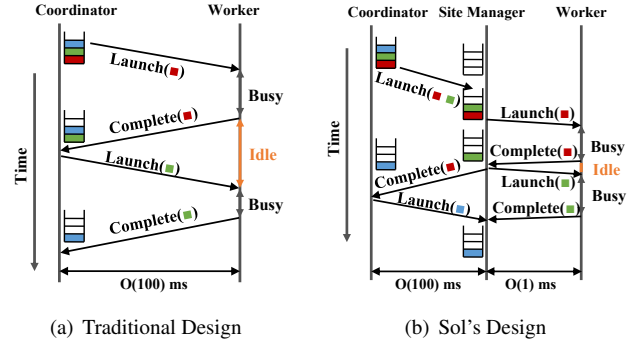 Coordinator
Worker
Launch(■)
Busy
Complete(■)
Idle
Launch(■)
Busy
Complete(■)
Time
O(100) ms
(a) Traditional Design
Coordinator
Site Manager
Worker
Launch(■ ■)
Launch(■)
Busy
Complete(■)
Complete(■)
Idle
Launch(■)
Busy
Launch(■)
Complete(■)
Time
O(100) ms
O(1) ms
(b) Sol's Design